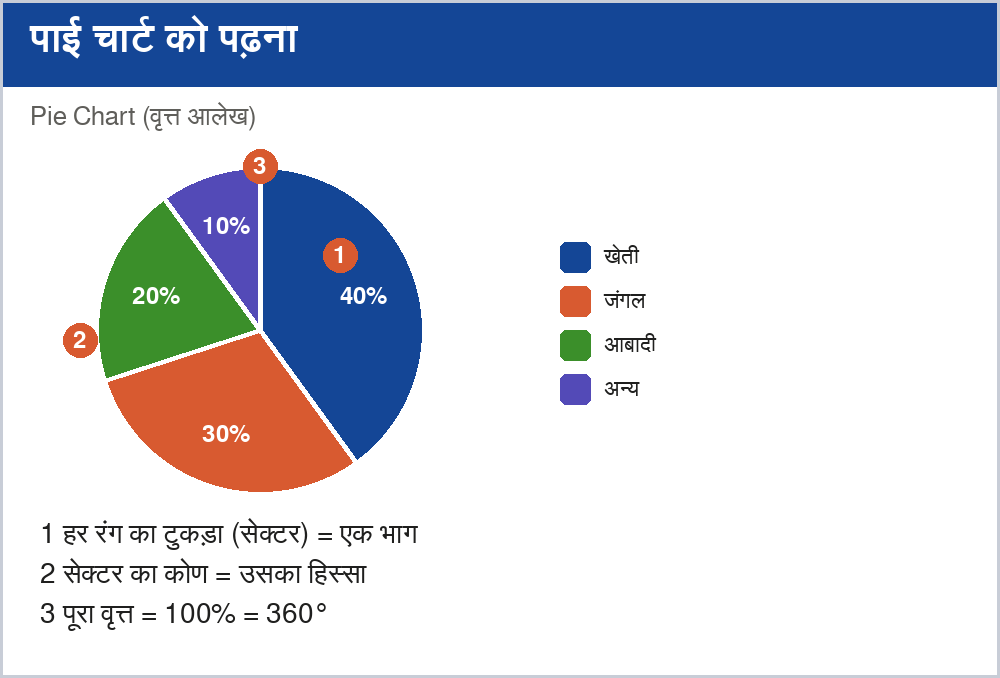 पाई चार्ट को पढ़ना
Pie Chart (वृत्त आलेख)
3
10%
1
40%
20%
2
30%
खेती
जंगल
आबादी
अन्य
1 हर रंग का टुकड़ा (सेक्टर) = एक भाग
2 सेक्टर का कोण = उसका हिस्सा
3 पूरा वृत्त = 100% = 360°